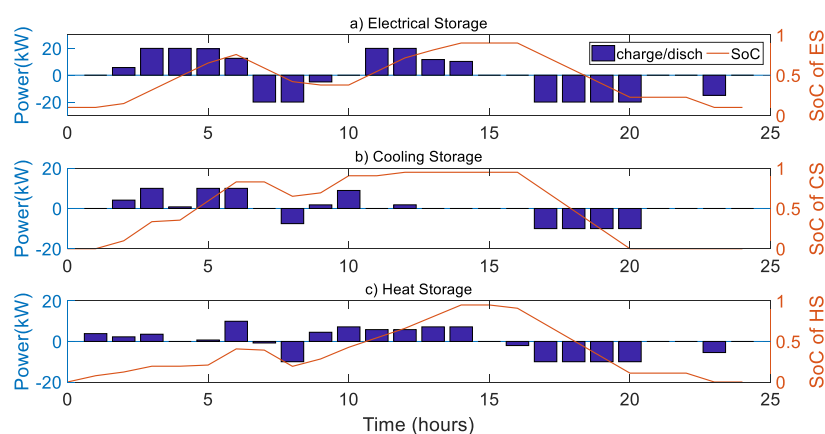 a) Electrical Storage
Power(kW)
20
0
-20
charge/disch SoC
1
0.5
0
SoC of ES
0 5 10 15 20 25
b) Cooling Storage
Power(kW)
20
0
-20
1
0.5
0
SoC of CS
0 5 10 15 20 25
c) Heat Storage
Power(kW)
20
0
-20
1
0.5
0
SoC of HS
0 5 10 15 20 25
Time (hours)